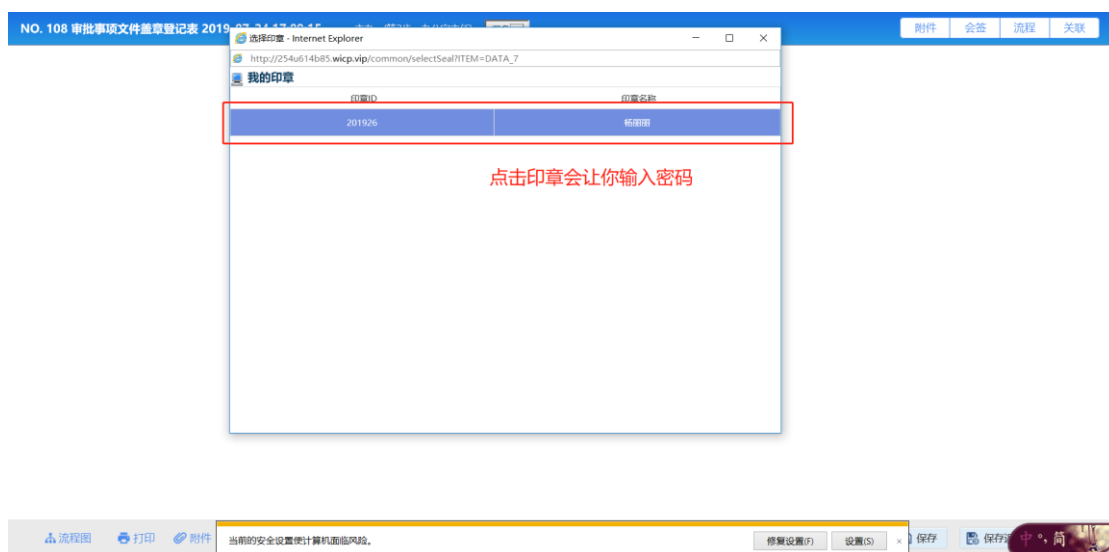 NO. 108 审批事项文件盖章登记表 2019
附件 会签 流程 关联
选择印章 - Internet Explorer
http://254u614b85.wicp.vip/common/selectSeal?ITEM=DATA_7
我的印章
印章ID 印章名称
201926 杨丽丽
点击印章会让你输入密码
流程图 打印 附件
当前的安全设置使计算机面临风险。
修复设置(F) 设置(S) ×
保存 保存
中 °, 简